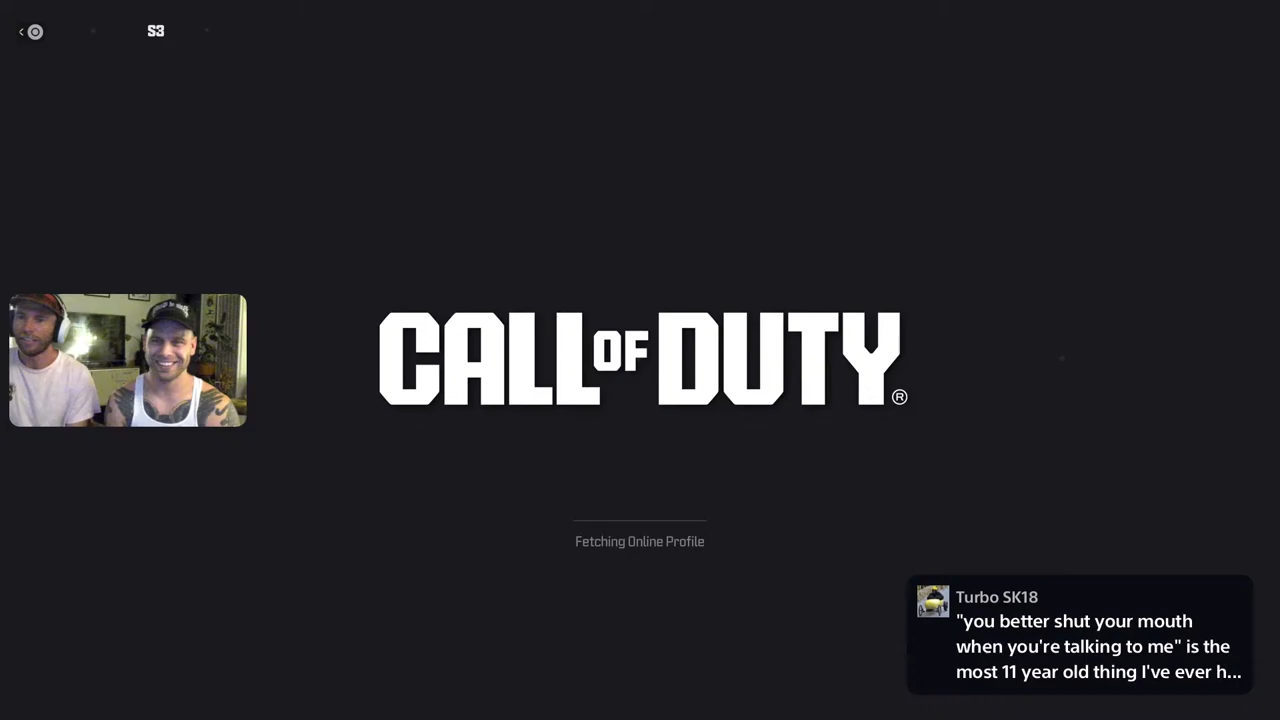 S3
CALL OF DUTY®
Fetching Online Profile
Turbo SK18
"you better shut your mouth
when you're talking to me" is the
most 11 year old thing I've ever h...